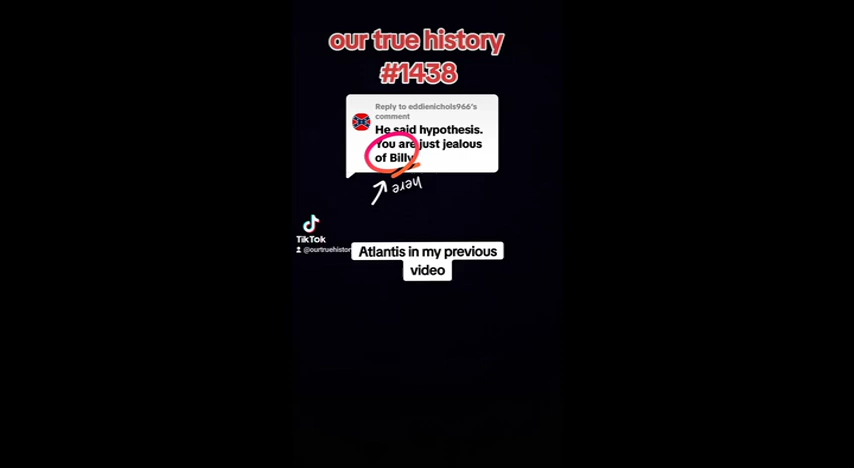 our true history
#1438
Reply to eddienichols966's
comment
He said hypothesis.
You are just jealous
of Billy
here
TikTok
@ourtruehistor
Atlantis in my previous
video